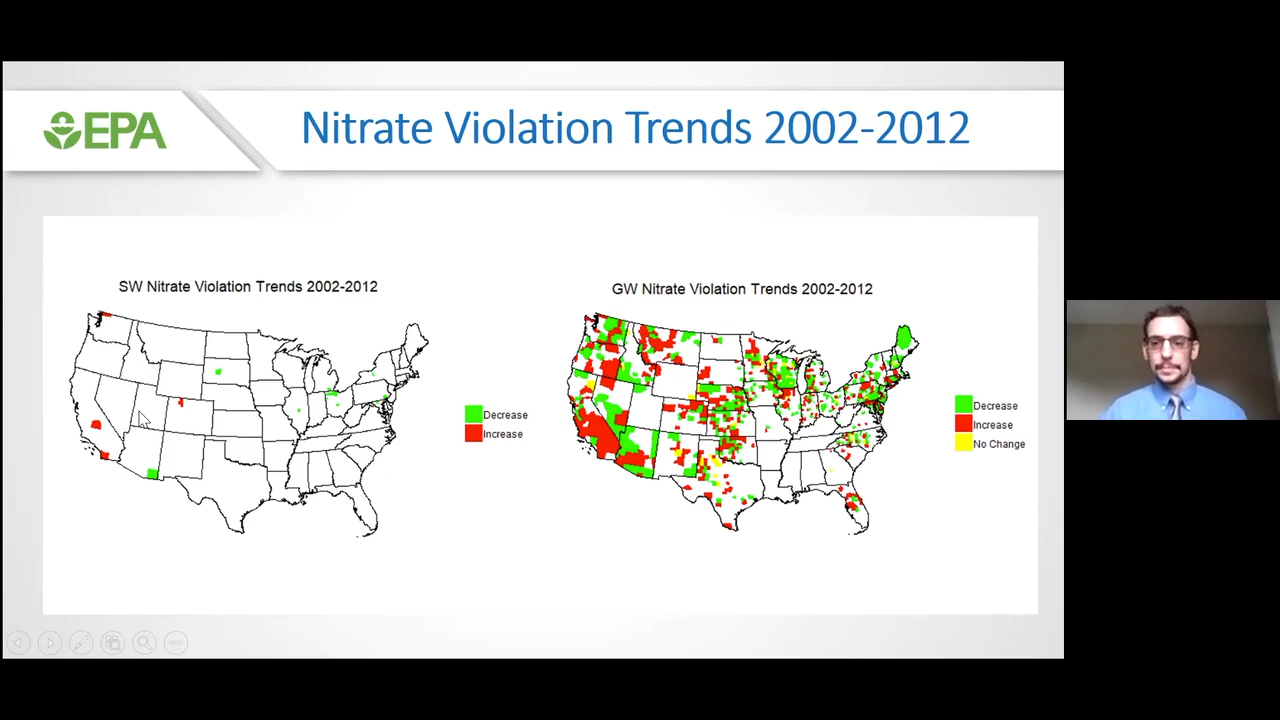 EPA
Nitrate Violation Trends 2002-2012
SW Nitrate Violation Trends 2002-2012
Decrease
Increase
GW Nitrate Violation Trends 2002-2012
Decrease
Increase
No Change